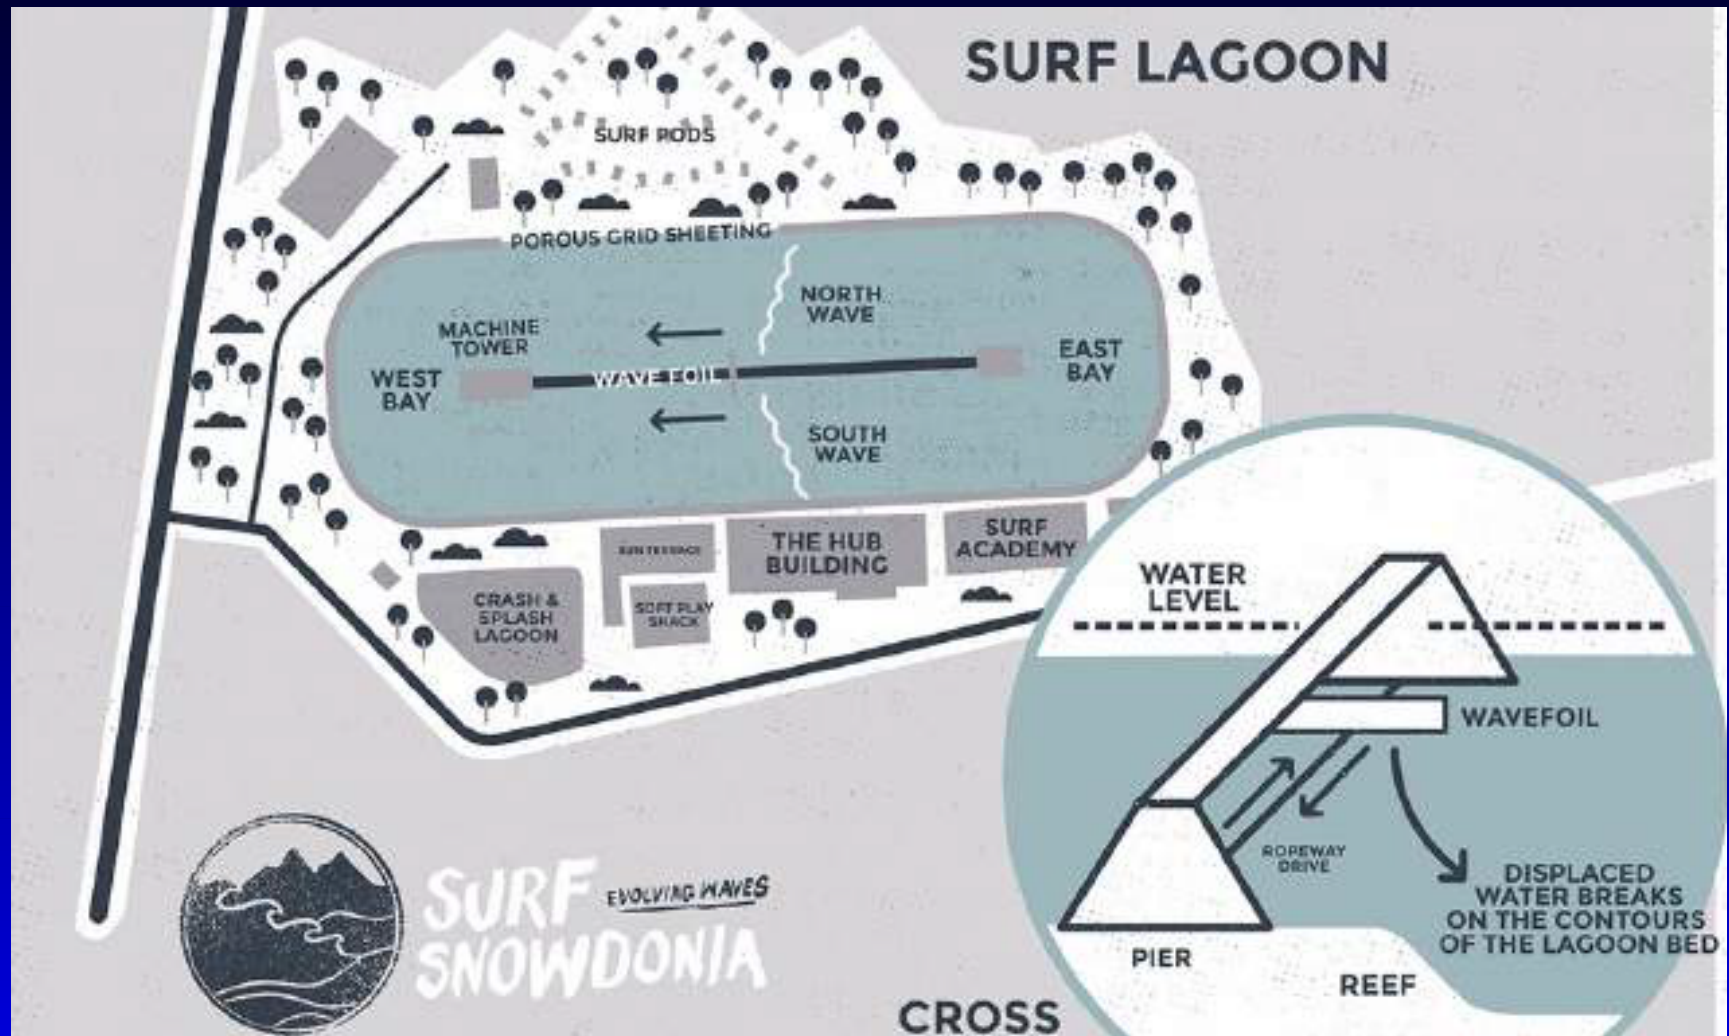 SURF LAGOON
SURF PODS
POROUS GRID SHEETING
NORTH
WAVE
MACHINE
TOWER
WEST
BAY
WAVE FOIL
EAST
BAY
SOUTH
WAVE
SUN TERRACE
THE HUB
BUILDING
SURF
ACADEMY
CRASH &
SPLASH
LAGOON
SOFT PLAY
SHACK
WATER
LEVEL
WAVEFOIL
ROPEWAY
DRIVE
DISPLACED
WATER BREAKS
ON THE CONTOURS
OF THE LAGOON BED
PIER
REEF
SURF
EVOLVING WAVES
SNOWDONIA
CROSS